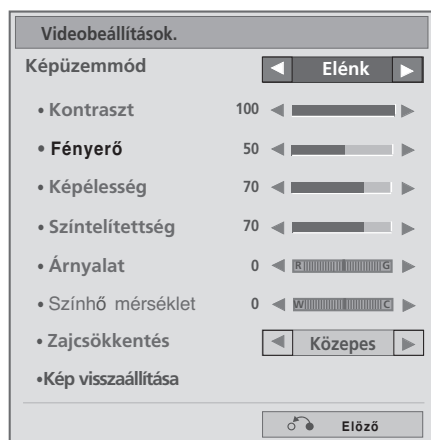 Videobeállítások.
Képüzemmód ◀ Elénk ▶
• Kontraszt 100
• Fényerő 50
• Képélesség 70
• Színtelítettség 70
• Árnyalat 0 R G
• Színhő mérséklet 0 W C
• Zajcsökkentés ◀ Közepes ▶
•Kép visszaállítása
Elöző